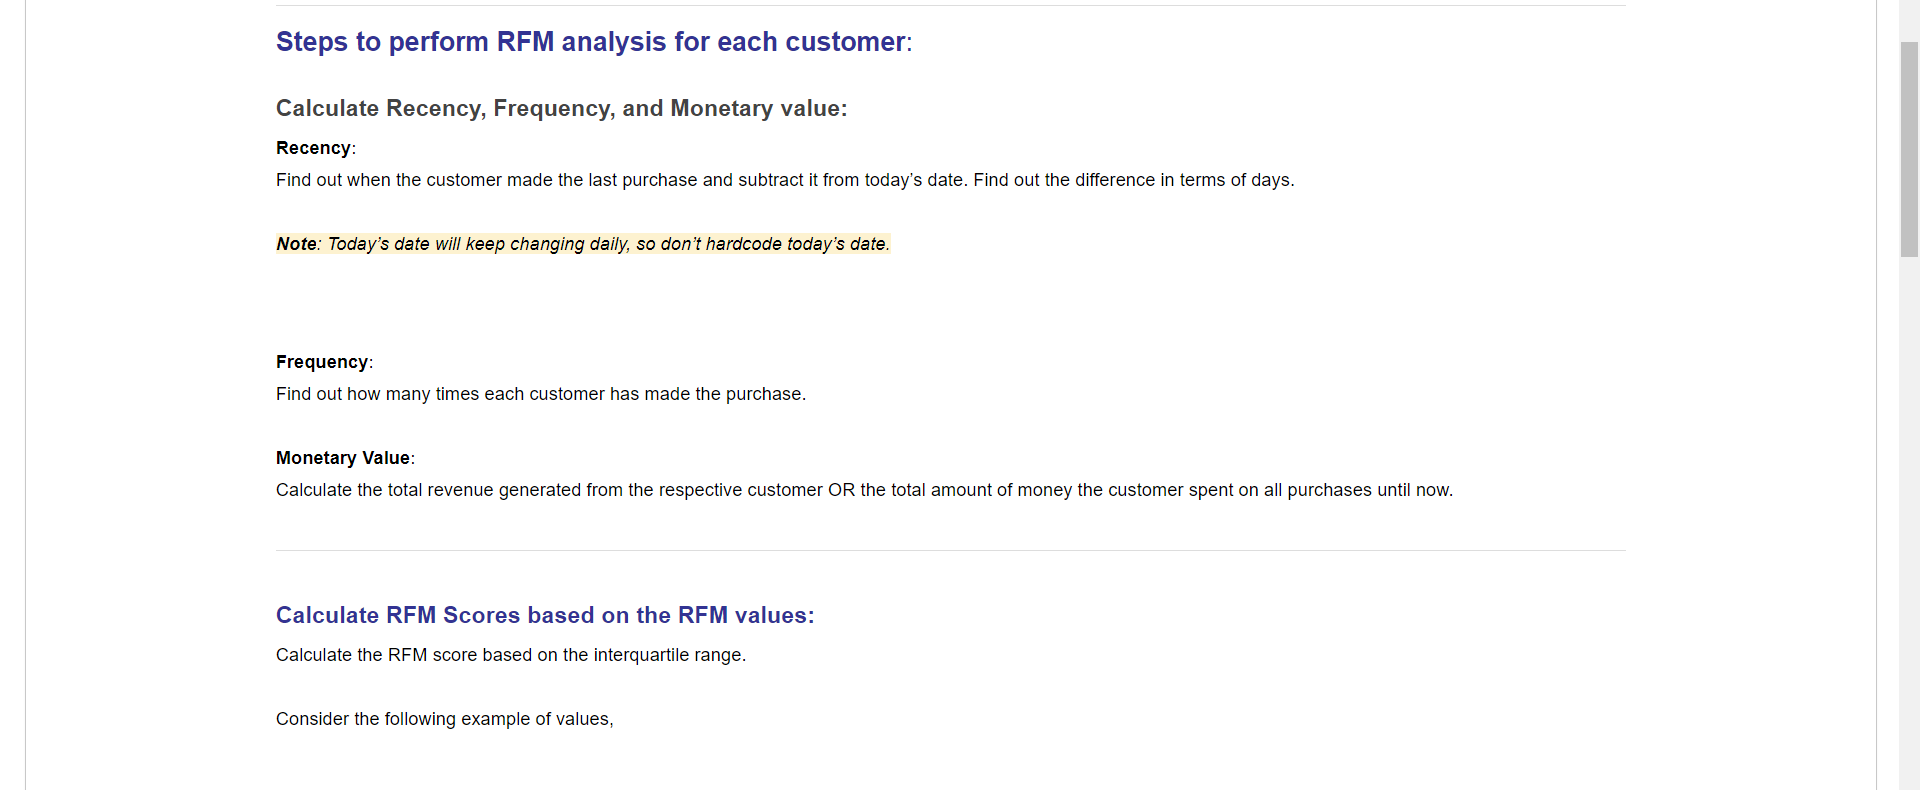 Steps to perform RFM analysis for each customer:
Calculate Recency, Frequency, and Monetary value:
Recency:
Find out when the customer made the last purchase and subtract it from today’s date. Find out the difference in terms of days.
Note: Today’s date will keep changing daily, so don’t hardcode today’s date.
Frequency:
Find out how many times each customer has made the purchase.
Monetary Value:
Calculate the total revenue generated from the respective customer OR the total amount of money the customer spent on all purchases until now.
Calculate RFM Scores based on the RFM values:
Calculate the RFM score based on the interquartile range.
Consider the following example of values,